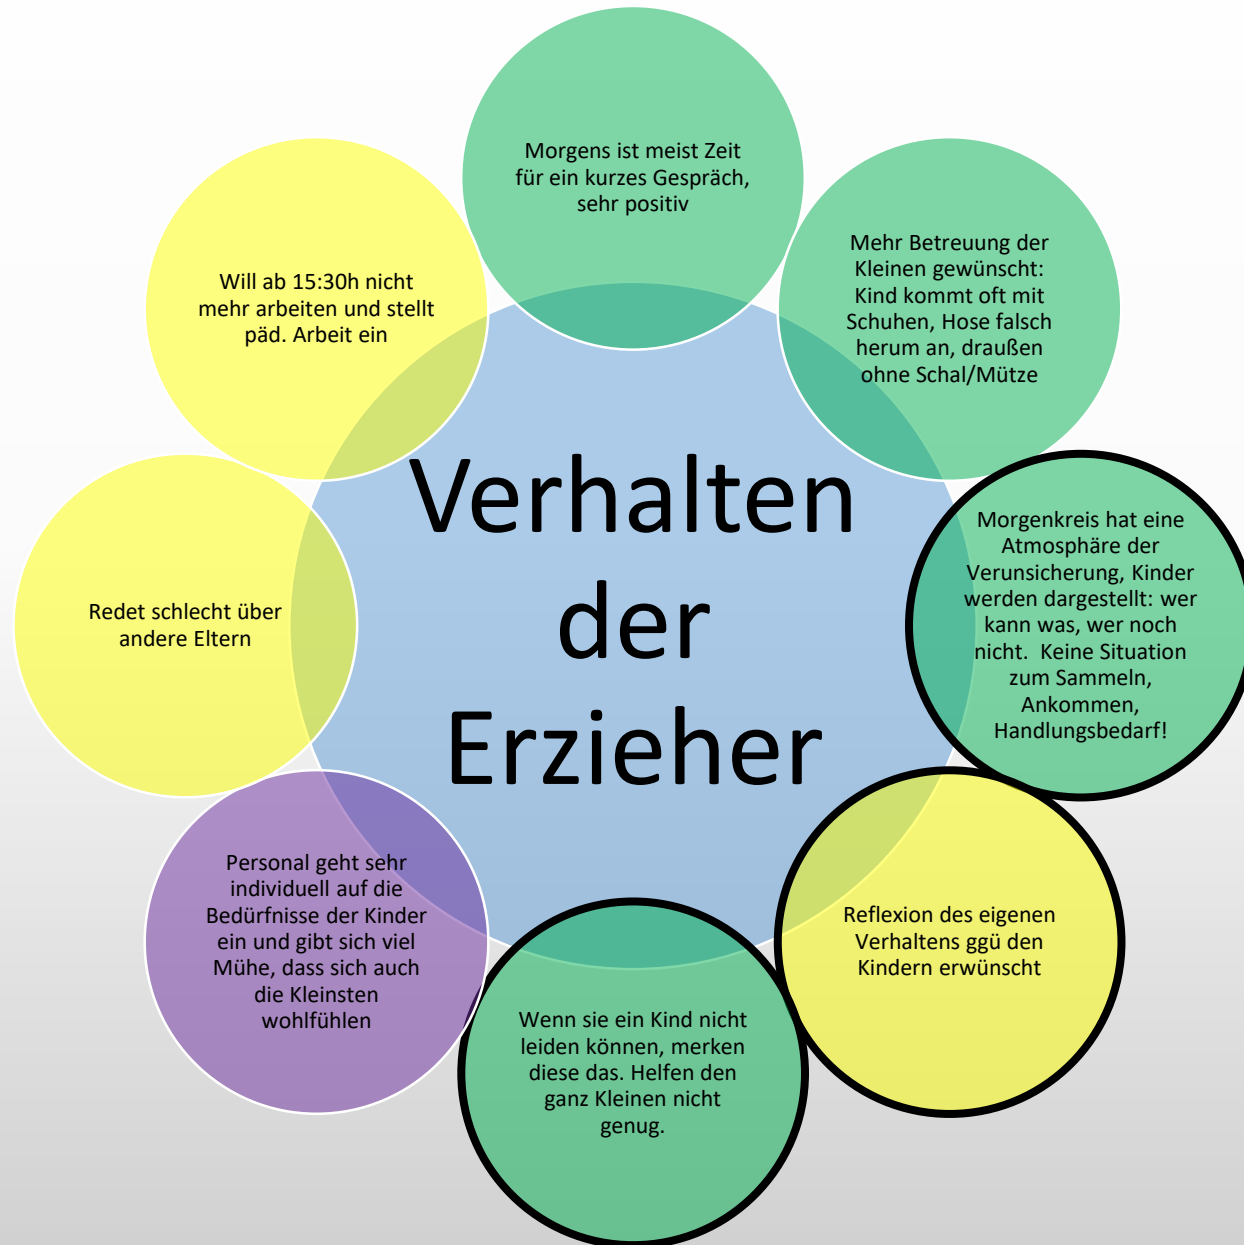 Morgens ist meist Zeit
für ein kurzes Gespräch,
sehr positiv
Mehr Betreuung der
Kleinen gewünscht:
Kind kommt oft mit
Schuhen, Hose falsch
herum an, draußen
ohne Schal/Mütze
Morgenkreis hat eine
Atmosphäre der
Verunsicherung, Kinder
werden dargestellt: wer
kann was, wer noch
nicht.  Keine Situation
zum Sammeln,
Ankommen,
Handlungsbedarf!
Reflexion des eigenen
Verhaltens ggü den
Kindern erwünscht
Wenn sie ein Kind nicht
leiden können, merken
diese das. Helfen den
ganz Kleinen nicht
genug.
Personal geht sehr
individuell auf die
Bedürfnisse der Kinder
ein und gibt sich viel
Mühe, dass sich auch
die Kleinsten
wohlfühlen
Redet schlecht über
andere Eltern
Will ab 15:30h nicht
mehr arbeiten und stellt
päd. Arbeit ein
Verhalten
der
Erzieher